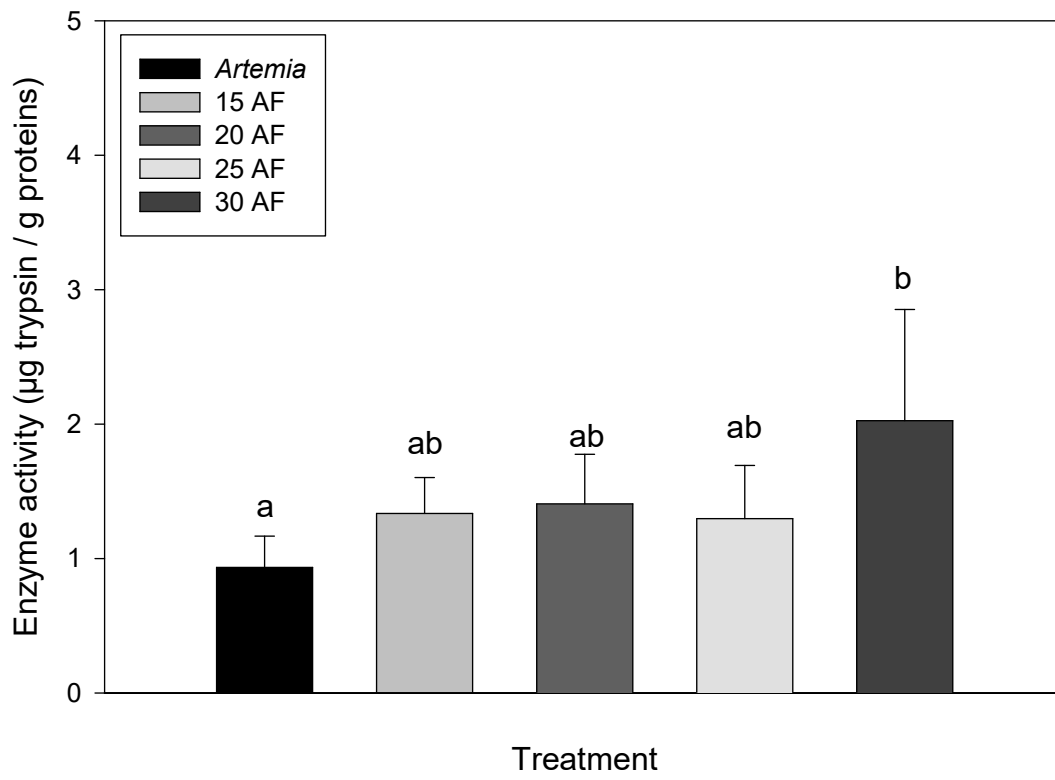 Enzyme activity (µg trypsin / g proteins)
5
4
3
2
1
0
Artemia
15 AF
20 AF
25 AF
30 AF
a
ab
ab
ab
b
Treatment